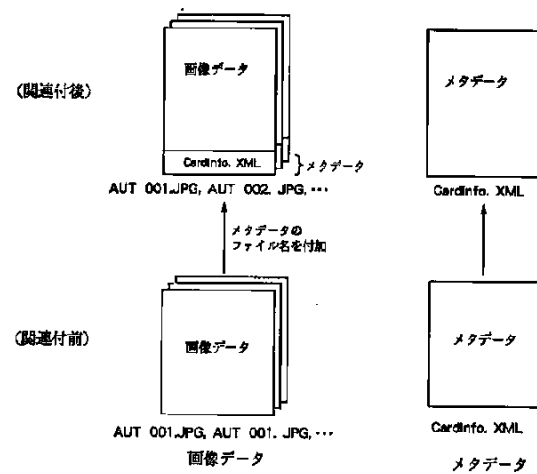 (関連付後)
画像データ
Cardinfo. XML
メタデータ
AUT 001.JPG, AUT 002. JPG, ･･･
メタデータ
Cardinfo. XML
メタデータの
ファイル名を付加
(関連付前)
画像データ
AUT 001.JPG, AUT 001. JPG, ･･･
画像データ
メタデータ
Cardinfo. XML
メタデータ